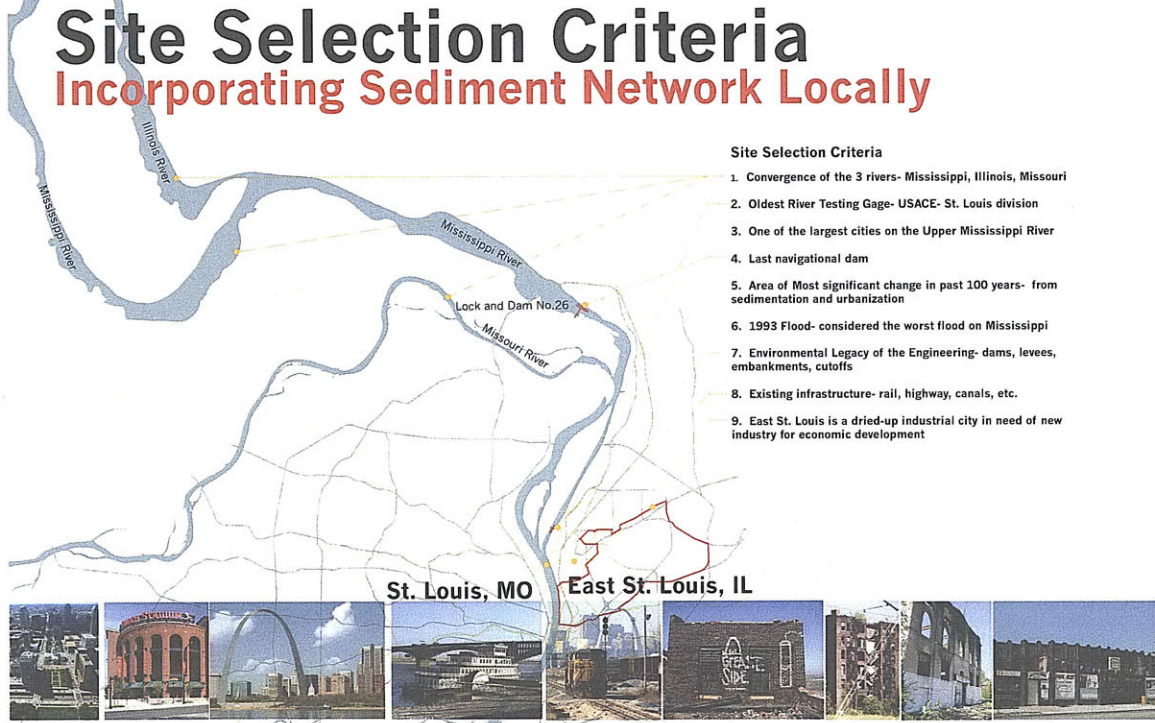 Site Selection Criteria
Incorporating Sediment Network Locally
Illinois River
Mississippi River
Mississippi River
Lock and Dam No.26
Missouri River
Site Selection Criteria
1. Convergence of the 3 rivers- Mississippi, Illinois, Missouri
2. Oldest River Testing Gage- USACE- St. Louis division
3. One of the largest cities on the Upper Mississippi River
4. Last navigational dam
5. Area of Most significant change in past 100 years- from
sedimentation and urbanization
6. 1993 Flood- considered the worst flood on Mississippi
7. Environmental Legacy of the Engineering- dams, levees,
embankments, cutoffs
8. Existing infrastructure- rail, highway, canals, etc.
9. East St. Louis is a dried-up industrial city in need of new
industry for economic development
St. Louis, MO
East St. Louis, IL
SIDE